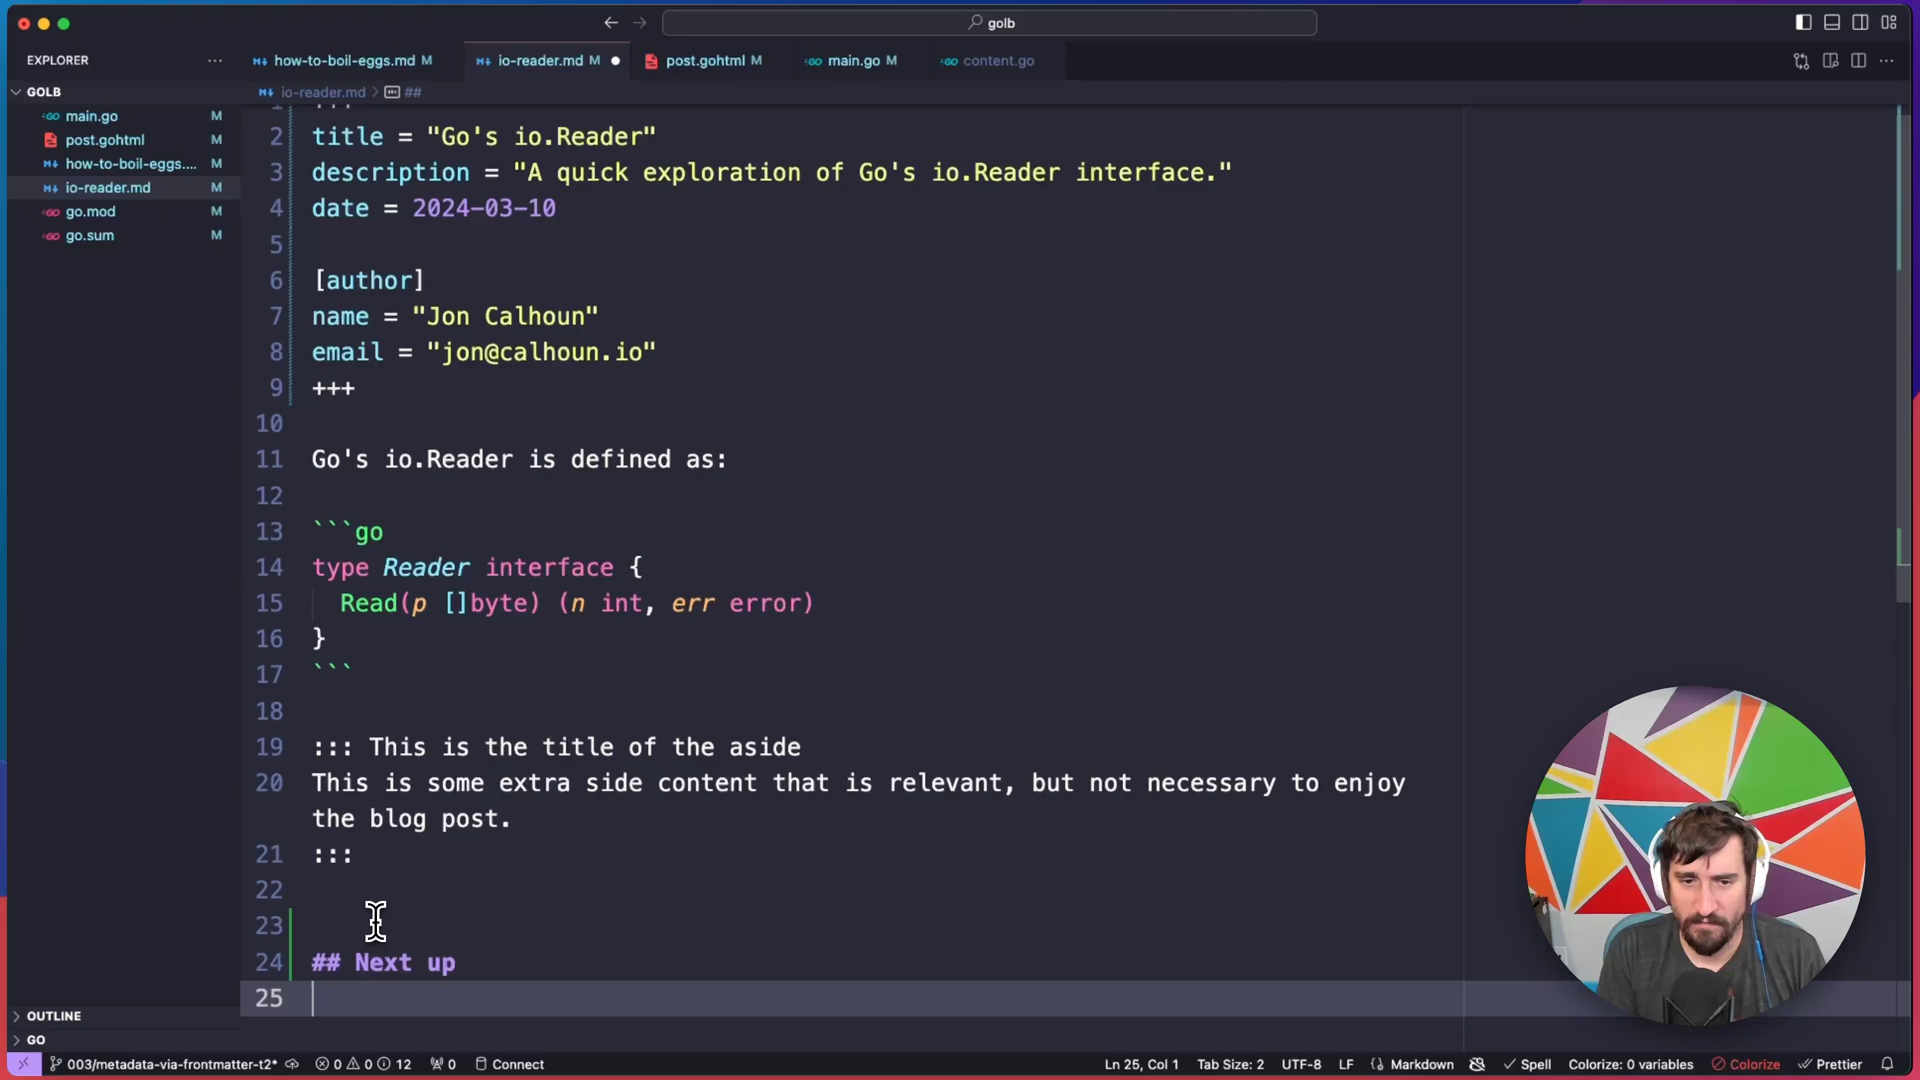 golb
EXPLORER
how-to-boil-eggs.md M
io-reader.md M
post.gohtml M
main.go M
content.go
GOLB
io-reader.md > ##
main.go M
post.gohtml M
how-to-boil-eggs.... M
io-reader.md M
go.mod M
go.sum M
2 title = "Go's io.Reader"
3 description = "A quick exploration of Go's io.Reader interface."
4 date = 2024-03-10
5
6 [author]
7 name = "Jon Calhoun"
8 email = "jon@calhoun.io"
9 +++
10
11 Go's io.Reader is defined as:
12
13 ```go
14 type Reader interface {
15 Read(p []byte) (n int, err error)
16 }
17 ```
18
19 ::: This is the title of the aside
20 This is some extra side content that is relevant, but not necessary to enjoy
the blog post.
21 :::
22
23
24 ## Next up
25
OUTLINE
GO
003/metadata-via-frontmatter-t2* 0 0 12 0 Connect Ln 25, Col 1 Tab Size: 2 UTF-8 LF {} Markdown Spell Colorize: 0 variables Colorize Prettier